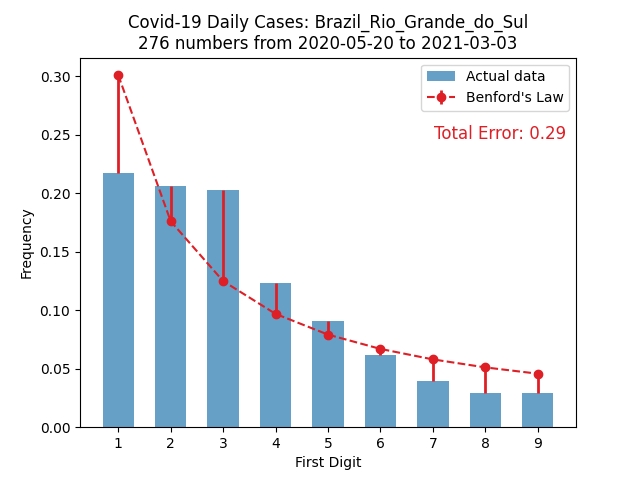 Covid-19 Daily Cases: Brazil_Rio_Grande_do_Sul
276 numbers from 2020-05-20 to 2021-03-03
Actual data
Benford's Law
Total Error: 0.29
Frequency
0.30
0.25
0.20
0.15
0.10
0.05
0.00
1 2 3 4 5 6 7 8 9
First Digit